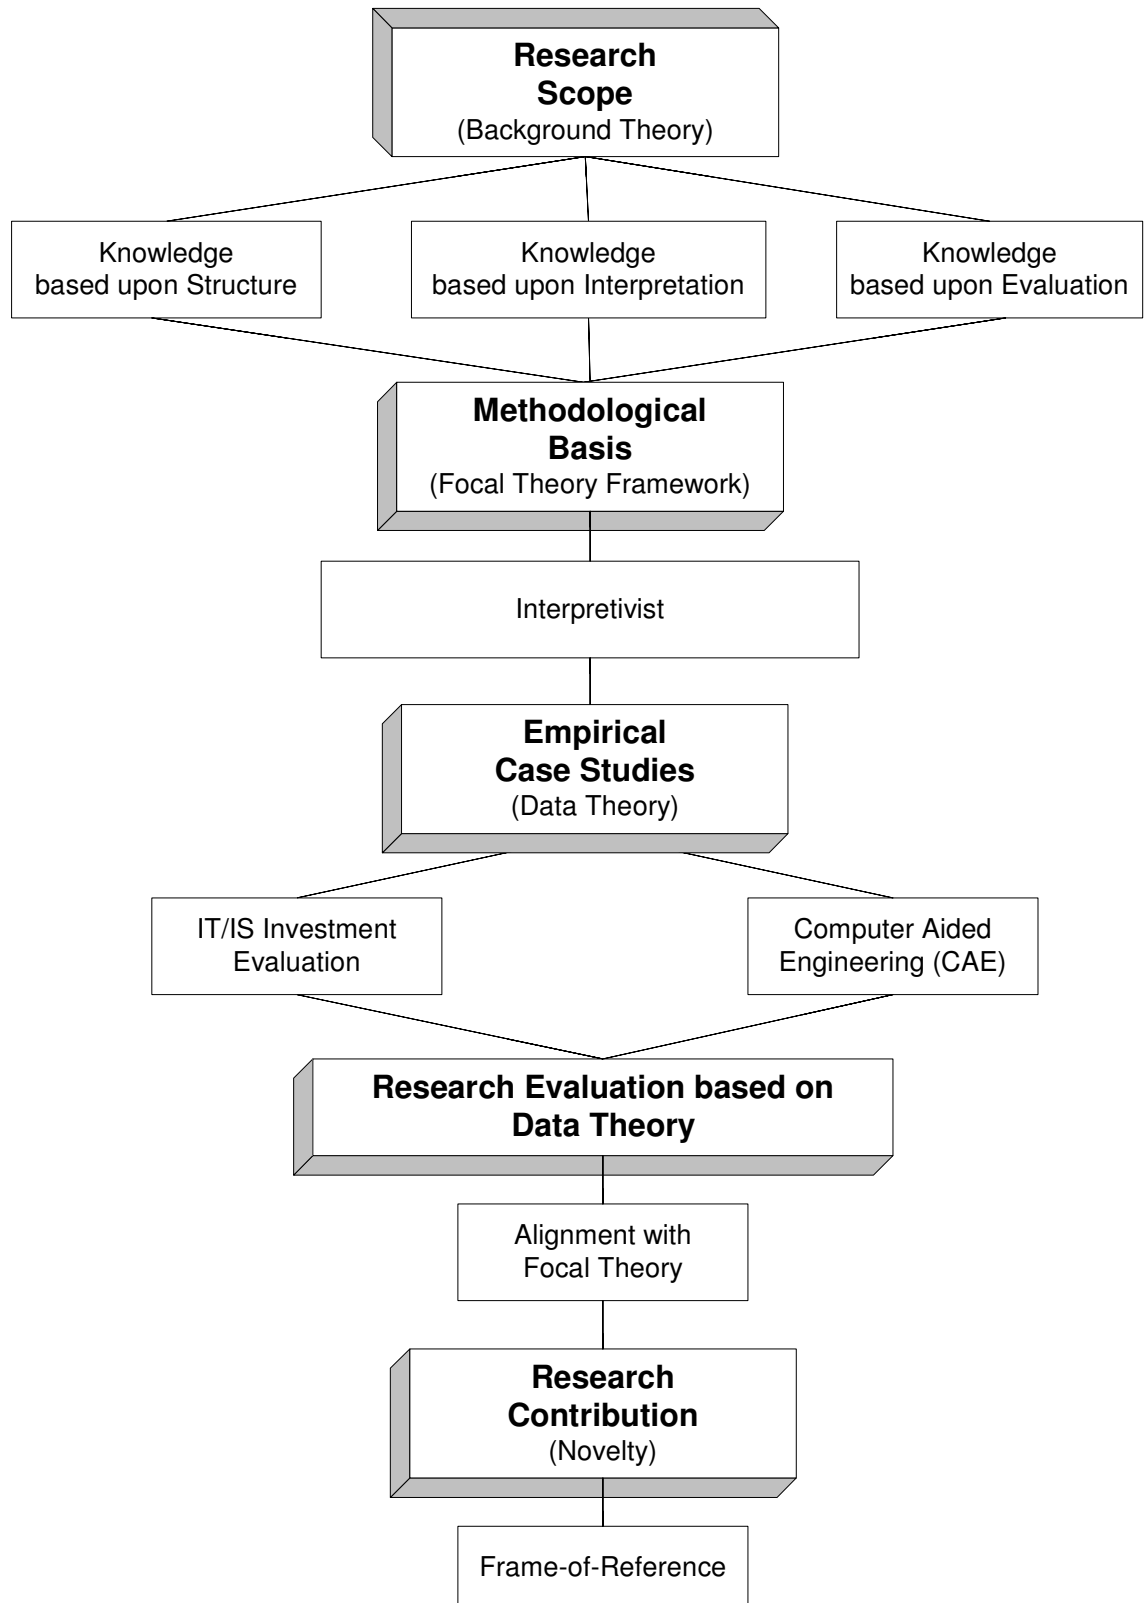 Research
Scope
(Background Theory)
Knowledge
based upon Structure
Knowledge
based upon Interpretation
Knowledge
based upon Evaluation
Methodological
Basis
(Focal Theory Framework)
Interpretivist
Empirical
Case Studies
(Data Theory)
IT/IS Investment
Evaluation
Computer Aided
Engineering (CAE)
Research Evaluation based on
Data Theory
Alignment with
Focal Theory
Research
Contribution
(Novelty)
Frame-of-Reference